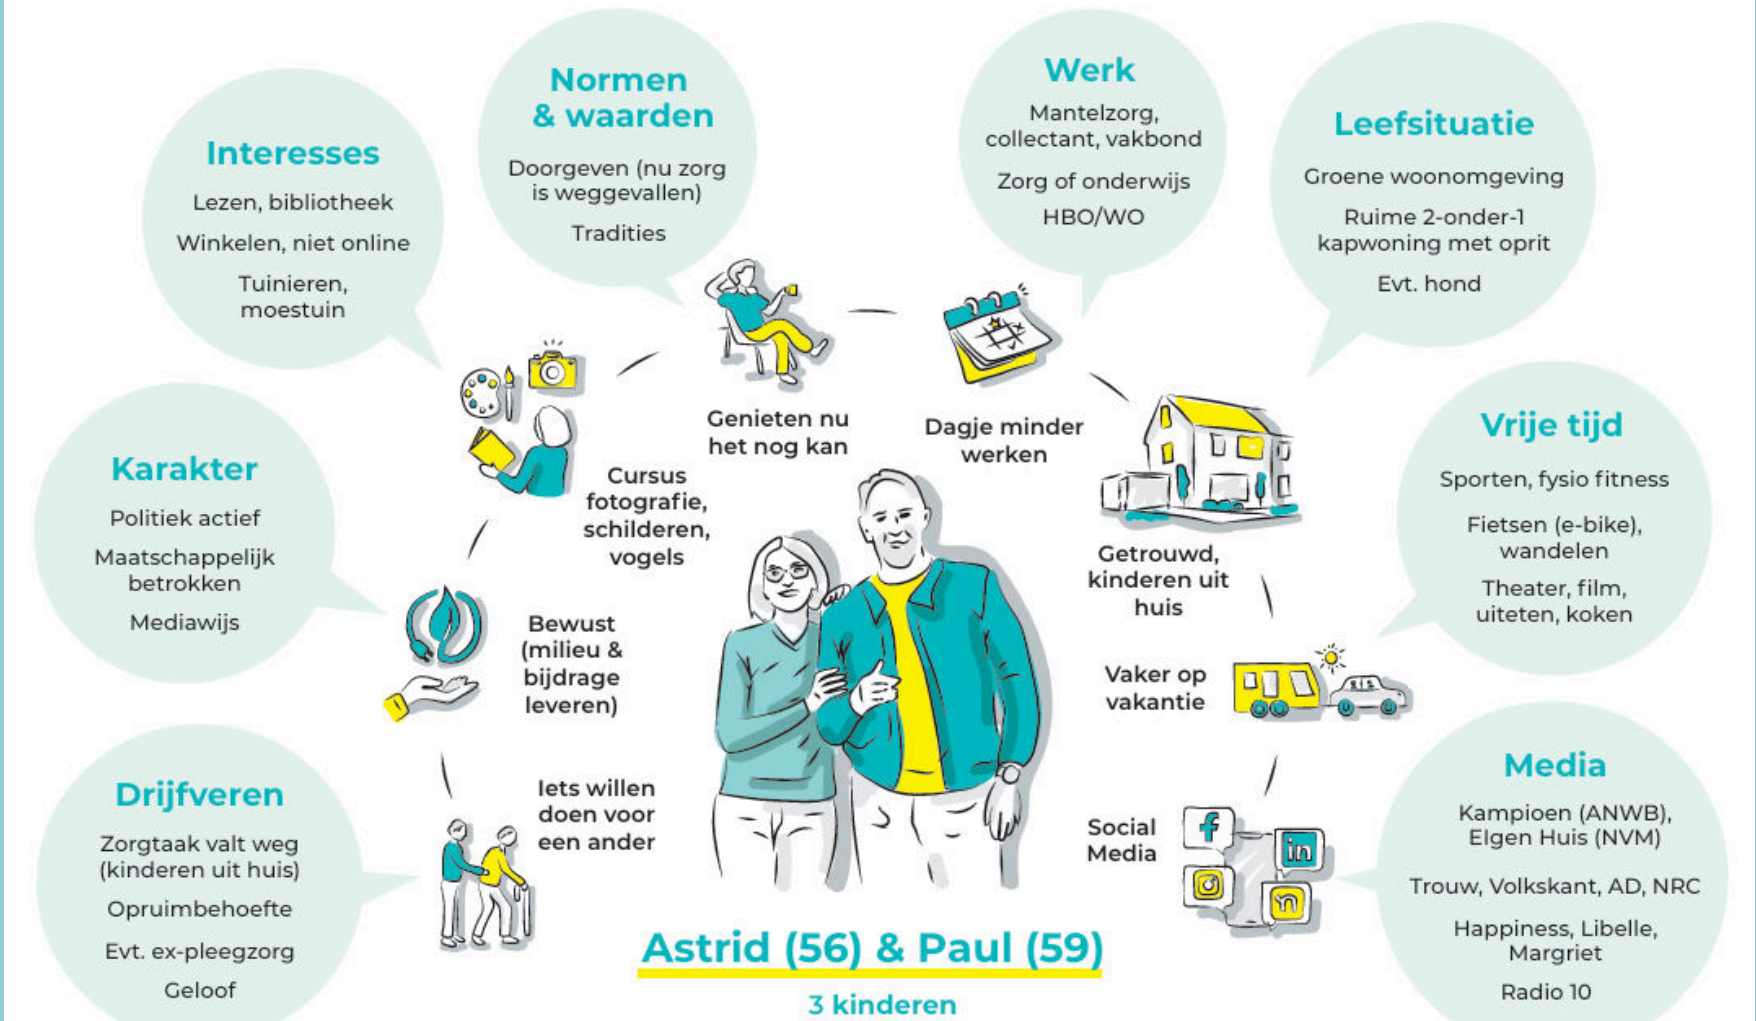 Normen
& waarden
Doorgeven (nu zorg
is weggevallen)
Tradities
Werk
Mantelzorg,
collectant, vakbond
Zorg of onderwijs
HBO/WO
Leefsituatie
Groene woonomgeving
Ruime 2-onder-1
kapwoning met oprit
Evt. hond
Interesses
Lezen, bibliotheek
Winkelen, niet online
Tuinieren,
moestuin
Genieten nu
het nog kan
Dagje minder
werken
Vrije tijd
Sporten, fysio fitness
Fietsen (e-bike),
wandelen
Theater, film,
uiteten, koken
Karakter
Politiek actief
Maatschappelijk
betrokken
Mediawijs
Cursus
fotografie,
schilderen,
vogels
Getrouwd,
kinderen uit
huis
Bewust
(milieu &
bijdrage
leveren)
Vaker op
vakantie
Drijfveren
Zorgtaak valt weg
(kinderen uit huis)
Opruimbehoefte
Evt. ex-pleegzorg
Geloof
Iets willen
doen voor
een ander
Social
Media
f
in
Media
Kampioen (ANWB),
EIgen Huis (NVM)
Trouw, Volkskant, AD, NRC
Happiness, Libelle,
Margriet
Radio 10
Astrid (56) & Paul (59)
3 kinderen